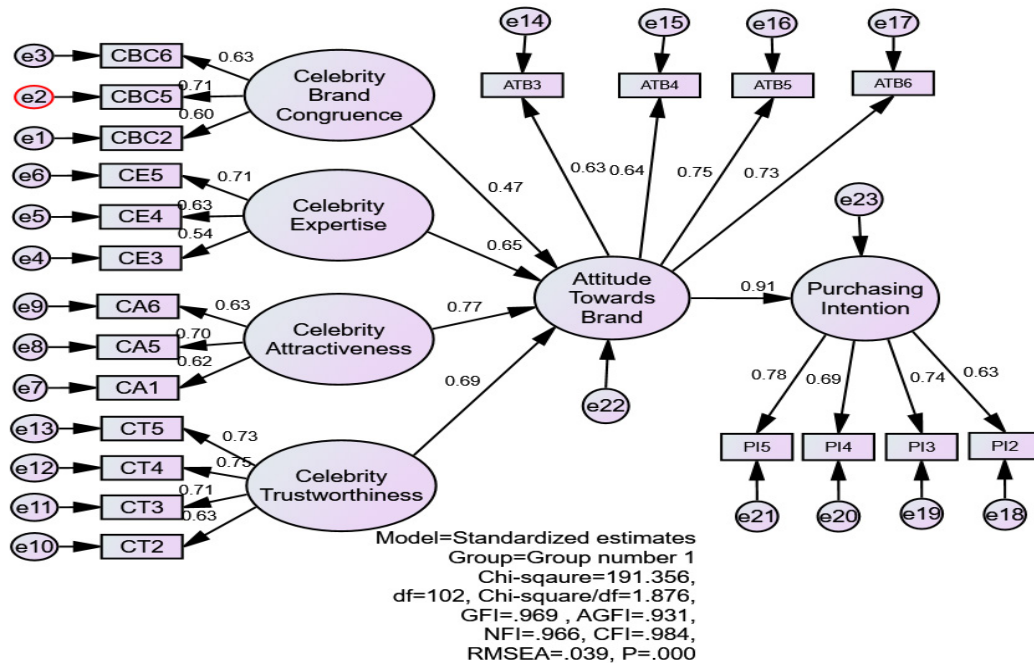 e14
e15
e16
e17
ATB3
ATB4
ATB5
ATB6
e3
CBC6
0.63
e2
CBC5
0.71
e1
CBC2
0.60
Celebrity
Brand
Congruence
e6
CE5
0.71
e5
CE4
0.63
e4
CE3
0.54
Celebrity
Expertise
e9
CA6
0.63
e8
CA5
0.70
e7
CA1
0.62
Celebrity
Attractiveness
e13
CT5
0.73
e12
CT4
0.75
e11
CT3
0.71
e10
CT2
0.63
Celebrity
Trustworthiness
0.47
0.65
0.77
0.69
0.63
0.64
0.75
0.73
Attitude
Towards
Brand
e22
0.91
e23
Purchasing
Intention
0.78
0.69
0.74
0.63
PI5
PI4
PI3
PI2
e21
e20
e19
e18
Model=Standardized estimates
Group=Group number 1
Chi-sqaure=191.356,
df=102, Chi-square/df=1.876,
GFI=.969 , AGFI=.931,
NFI=.966, CFI=.984,
RMSEA=.039, P=.000